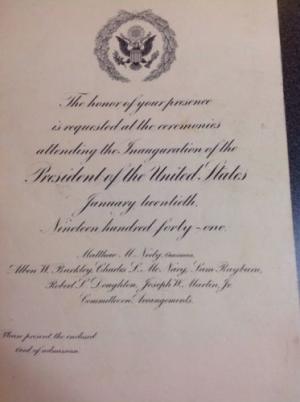 The honor of your presence
is requested at the ceremonies
attending the Inauguration of the
President of the United States
January twentieth,
Nineteen hundred forty-one.
Matthew M. Neely, Chairman,
Alben W. Barkley, Charles L. Mc. Nary, Sam Rayburn,
Robert L. Doughton, Joseph W. Martin, Jr.
Committee on Arrangements.
Please present the enclosed
card of admission.